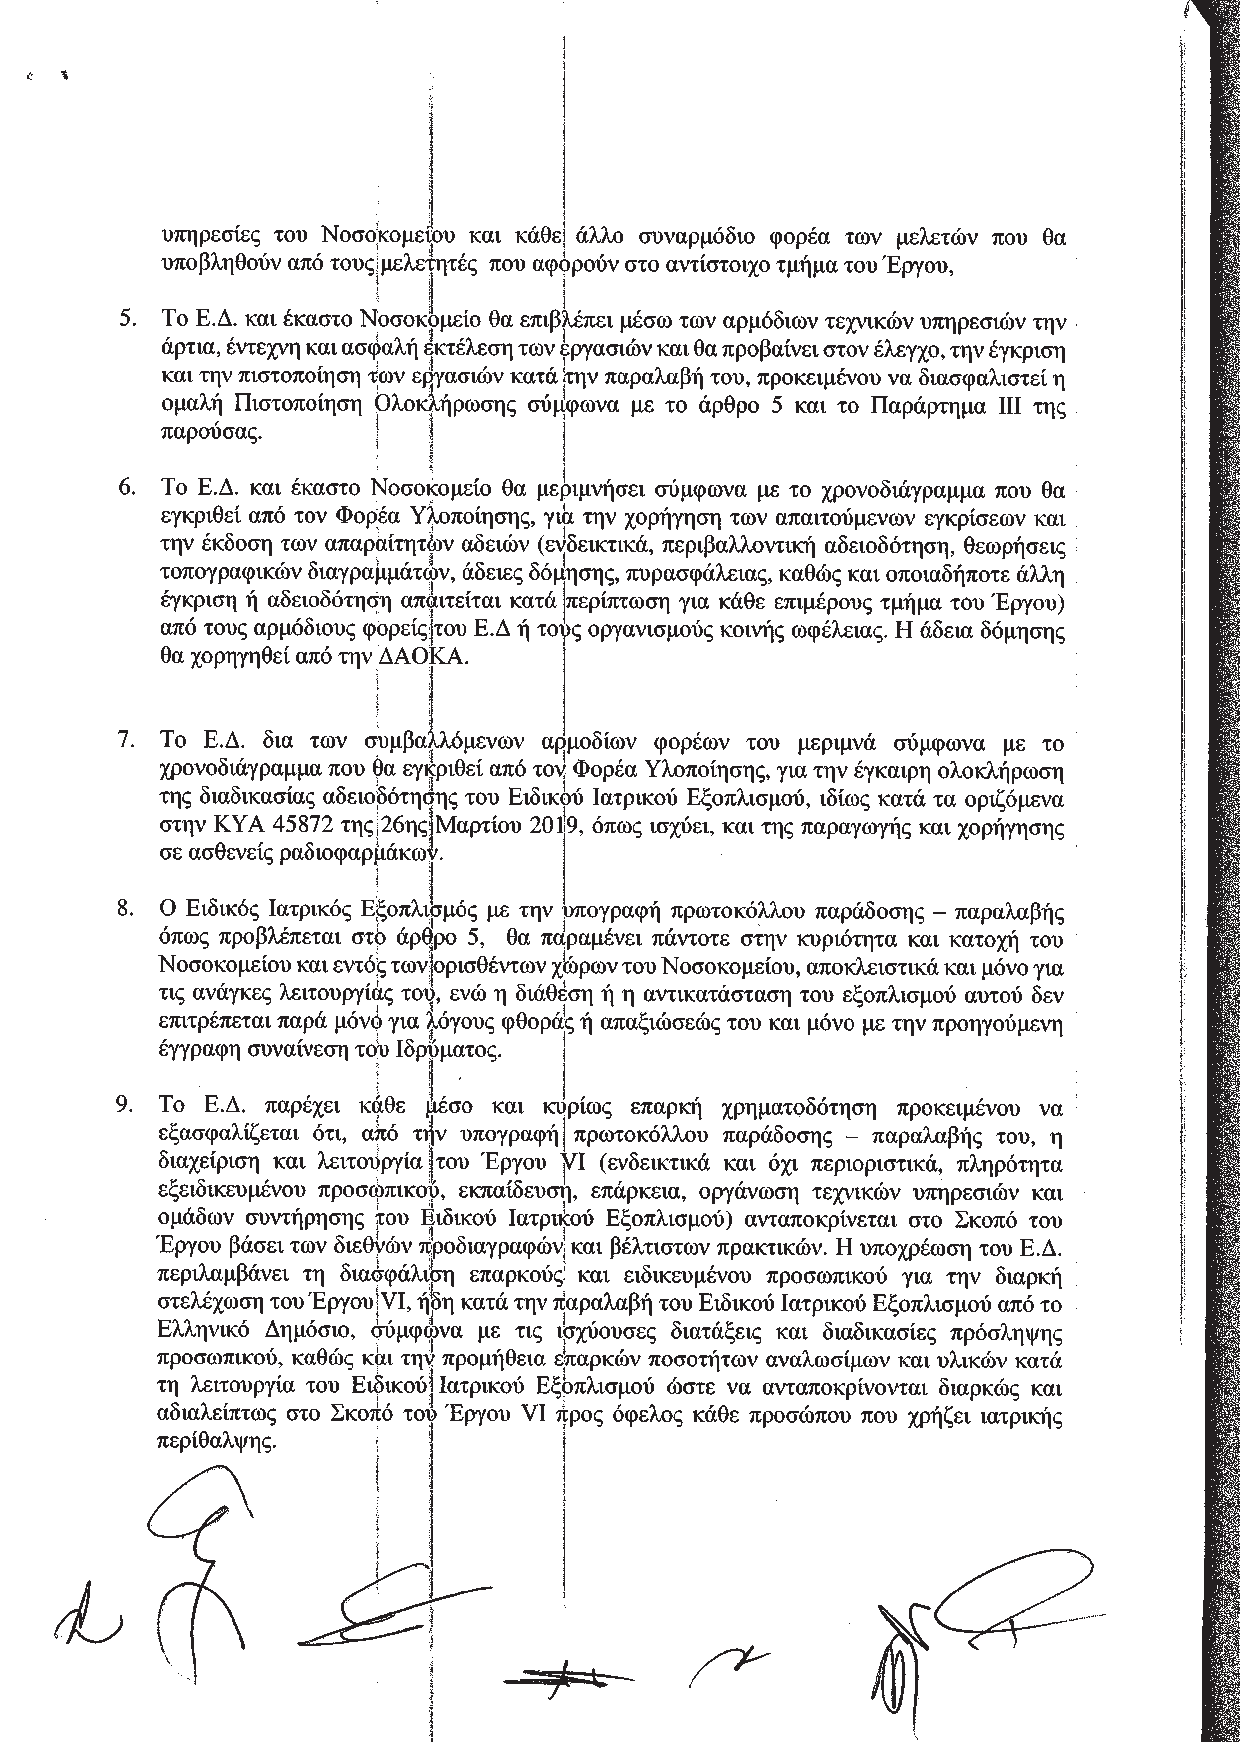 υπηρεσίες του Νοσοκομείου και κάθε άλλο συναρμόδιο φορέα των μελετών που θα
υποβληθούν από τους μελετητές που αφορούν στο αντίστοιχο τμήμα του Έργου,
5. Το Ε.Δ. και έκαστο Νοσοκομείο θα επιβλέπει μέσω των αρμόδιων τεχνικών υπηρεσιών την
άρτια, έντεχνη και ασφαλή εκτέλεση των εργασιών και θα προβαίνει στον έλεγχο, την έγκριση
και την πιστοποίηση των εργασιών κατά την παραλαβή του, προκειμένου να διασφαλιστεί η
ομαλή Πιστοποίηση Ολοκλήρωσης σύμφωνα με το άρθρο 5 και το Παράρτημα ΙΙΙ της
παρούσας.
6. Το Ε.Δ. και έκαστο Νοσοκομείο θα μεριμνήσει σύμφωνα με το χρονοδιάγραμμα που θα
εγκριθεί από τον Φορέα Υλοποίησης, για την χορήγηση των απαιτούμενων εγκρίσεων και
την έκδοση των απαραίτητων αδειών (ενδεικτικά, περιβαλλοντική αδειοδότηση, θεωρήσεις
τοπογραφικών διαγραμμάτων, άδειες δόμησης, πυρασφάλειας, καθώς και οποιαδήποτε άλλη
έγκριση ή αδειοδότηση απαιτείται κατά περίπτωση για κάθε επιμέρους τμήμα του Έργου)
από τους αρμόδιους φορείς του Ε.Δ ή τους οργανισμούς κοινής ωφέλειας. Η άδεια δόμησης
θα χορηγηθεί από την ΔΑΟΚΑ.
7. Το Ε.Δ. δια των συμβαλλόμενων αρμοδίων φορέων του μεριμνά σύμφωνα με το
χρονοδιάγραμμα που θα εγκριθεί από τον Φορέα Υλοποίησης, για την έγκαιρη ολοκλήρωση
της διαδικασίας αδειοδότησης του Ειδικού Ιατρικού Εξοπλισμού, ιδίως κατά τα οριζόμενα
στην ΚΥΑ 45872 της 26ης Μαρτίου 2019, όπως ισχύει, και της παραγωγής και χορήγησης
σε ασθενείς ραδιοφαρμάκων.
8. Ο Ειδικός Ιατρικός Εξοπλισμός με την υπογραφή πρωτοκόλλου παράδοσης – παραλαβής
όπως προβλέπεται στο άρθρο 5, θα παραμένει πάντοτε στην κυριότητα και κατοχή του
Νοσοκομείου και εντός των ορισθέντων χώρων του Νοσοκομείου, αποκλειστικά και μόνο για
τις ανάγκες λειτουργίας του, ενώ η διάθεση ή η αντικατάσταση του εξοπλισμού αυτού δεν
επιτρέπεται παρά μόνο για λόγους φθοράς ή απαξιώσεώς του και μόνο με την προηγούμενη
έγγραφη συναίνεση του Ιδρύματος.
9. Το Ε.Δ. παρέχει κάθε μέσο και κυρίως επαρκή χρηματοδότηση προκειμένου να
εξασφαλίζεται ότι, από την υπογραφή πρωτοκόλλου παράδοσης – παραλαβής του, η
διαχείριση και λειτουργία του Έργου VI (ενδεικτικά και όχι περιοριστικά, πληρότητα
εξειδικευμένου προσωπικού, εκπαίδευση, επάρκεια, οργάνωση τεχνικών υπηρεσιών και
ομάδων συντήρησης του Ειδικού Ιατρικού Εξοπλισμού) ανταποκρίνεται στο Σκοπό του
Έργου βάσει των διεθνών προδιαγραφών και βέλτιστων πρακτικών. Η υποχρέωση του Ε.Δ.
περιλαμβάνει τη διασφάλιση επαρκούς και ειδικευμένου προσωπικού για την διαρκή
στελέχωση του Έργου VI, ήδη κατά την παραλαβή του Ειδικού Ιατρικού Εξοπλισμού από το
Ελληνικό Δημόσιο, σύμφωνα με τις ισχύουσες διατάξεις και διαδικασίες πρόσληψης
προσωπικού, καθώς και την προμήθεια επαρκών ποσοτήτων αναλωσίμων και υλικών κατά
τη λειτουργία του Ειδικού Ιατρικού Εξοπλισμού ώστε να ανταποκρίνονται διαρκώς και
αδιαλείπτως στο Σκοπό του Έργου VI προς όφελος κάθε προσώπου που χρήζει ιατρικής
περίθαλψης.